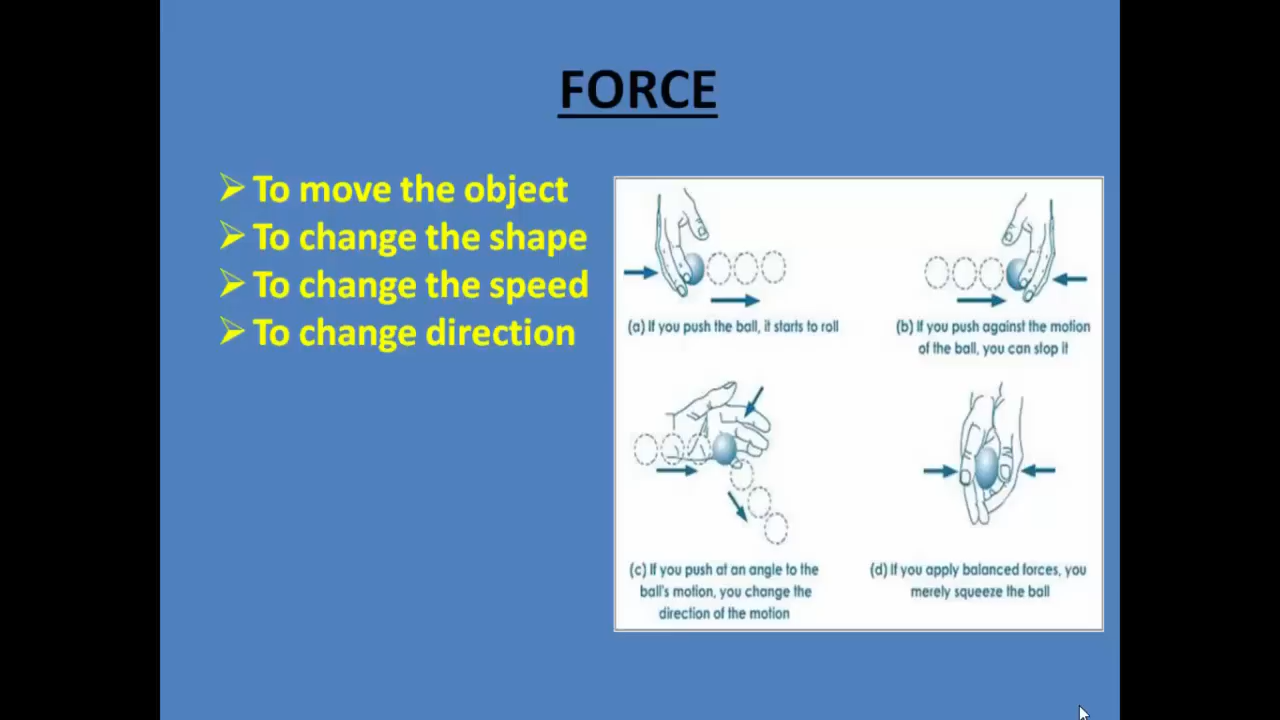 FORCE
To move the object
To change the shape
To change the speed
To change direction
(a) If you push the ball, it starts to roll
(b) If you push against the motion
of the ball, you can stop it
(c) If you push at an angle to the
ball's motion, you change the
direction of the motion
(d) If you apply balanced forces, you
merely squeeze the ball